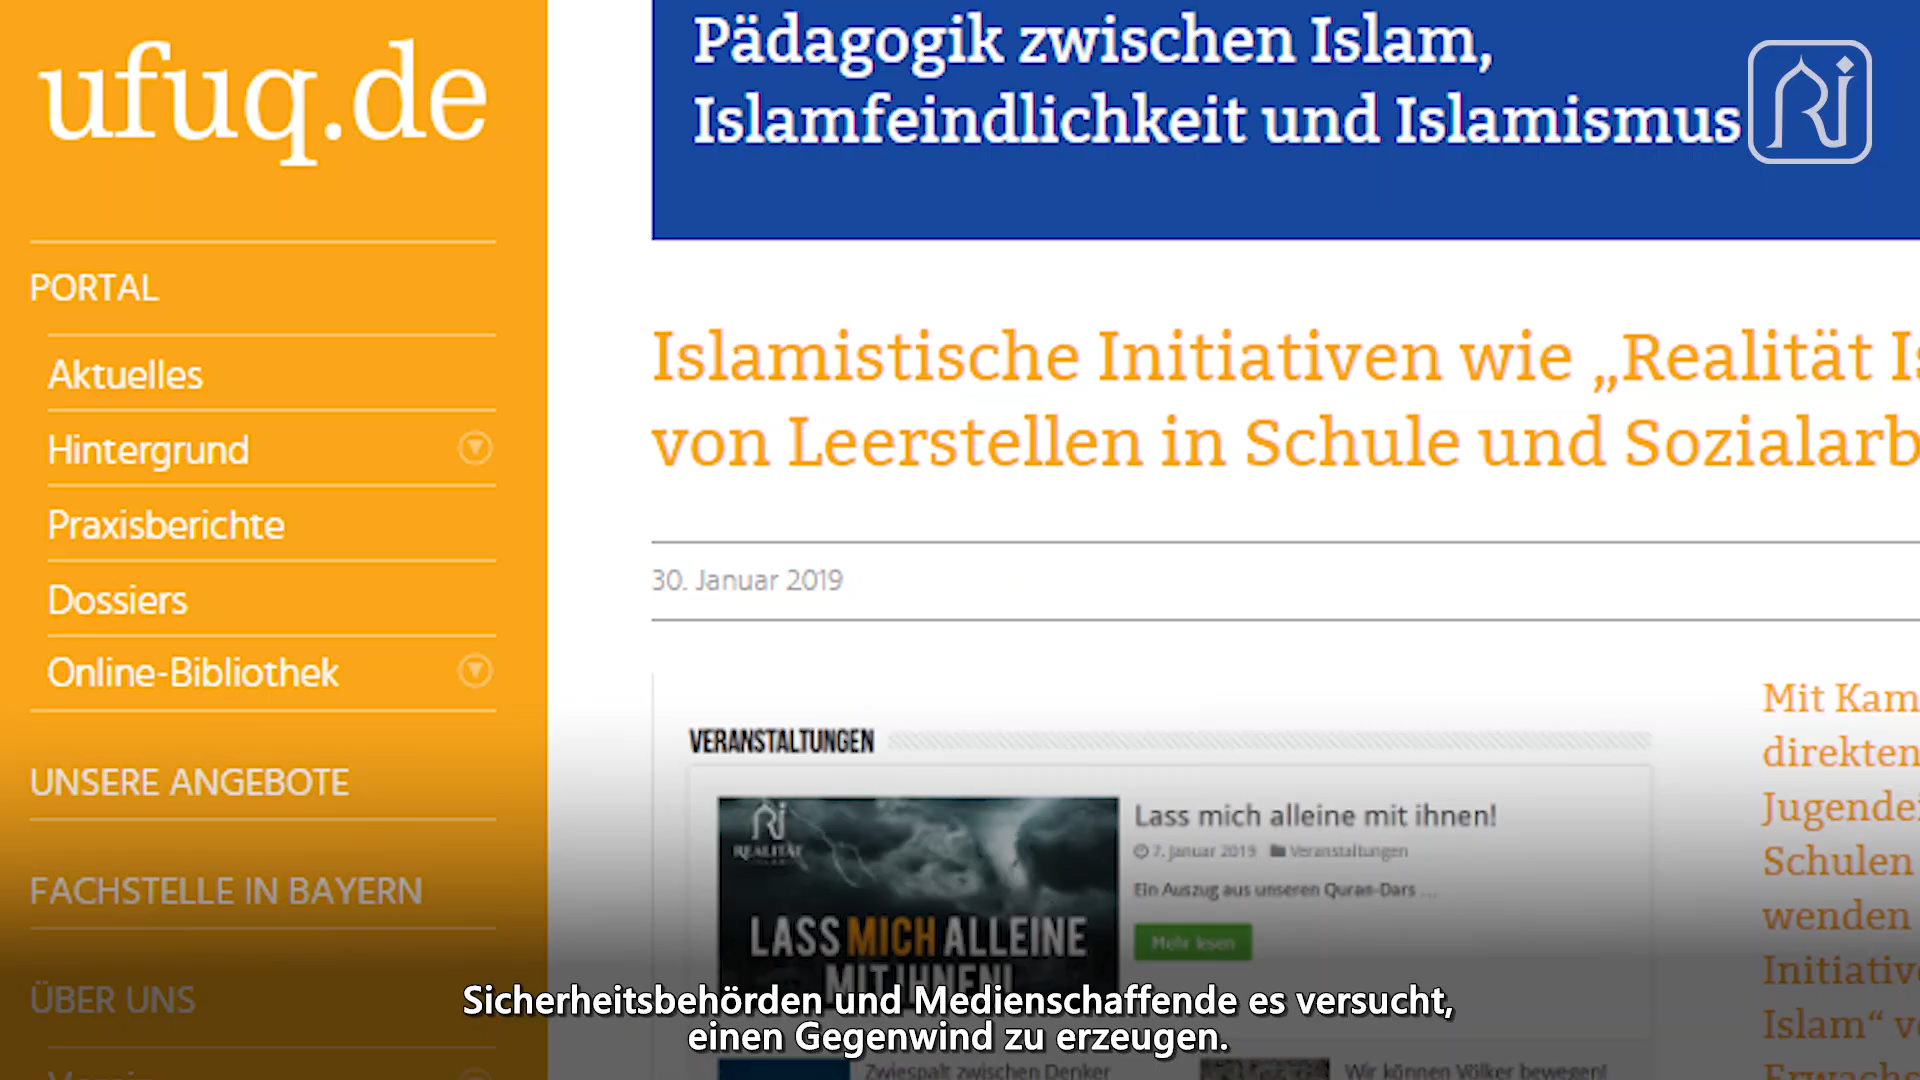 ufuq.de
PORTAL
Aktuelles
Hintergrund
Praxisberichte
Dossiers
Online-Bibliothek
UNSERE ANGEBOTE
FACHSTELLE IN BAYERN
ÜBER UNS
Pädagogik zwischen Islam,
Islamfeindlichkeit und Islamismus
Islamistische Initiativen wie „Realität
von Leerstellen in Schule und Sozialarb
30. Januar 2019
VERANSTALTUNGEN
REALITÄT
LASS MICH ALLEINE
MIT IHNEN!
Lass mich alleine mit ihnen!
7. Januar 2019 Veranstaltungen
Ein Auszug aus unseren Quran-Dars ...
Mehr lesen
Zwiespalt zwischen Denker
Wir können Völker bewegen!
Mit Kam
direkten
Jugendei
Schulen
wenden
Initiativ
Islam“ v
Sicherheitsbehörden und Medienschaffende es versucht,
einen Gegenwind zu erzeugen.